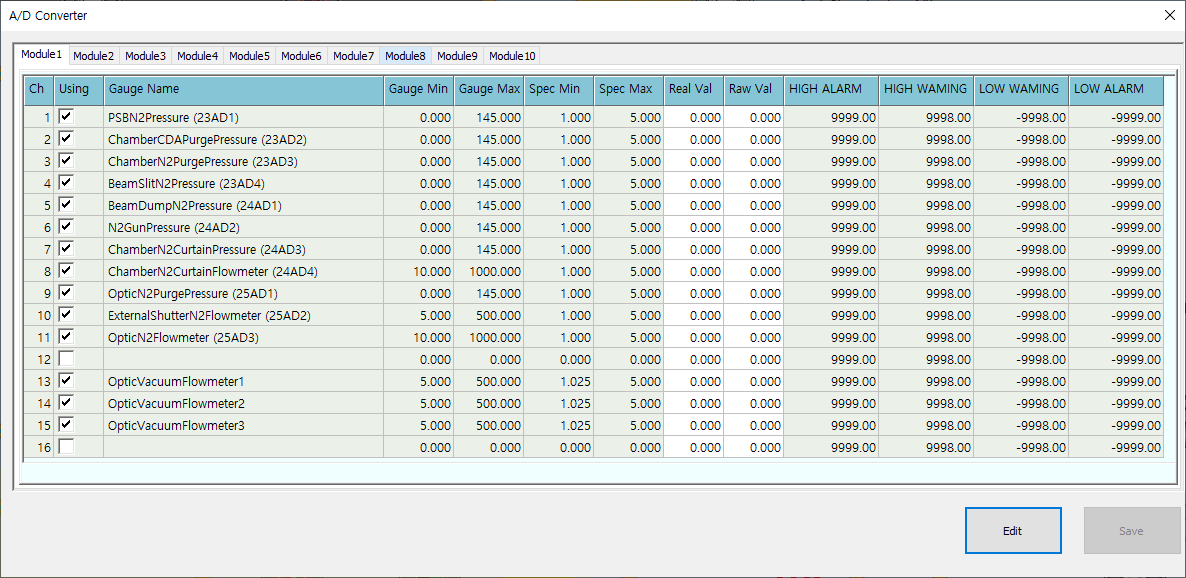 A/D Converter
Module1 Module2 Module3 Module4 Module5 Module6 Module7 Module8 Module9 Module10
Ch Using Gauge Name Gauge Min Gauge Max Spec Min Spec Max Real Val Raw Val HIGH ALARM HIGH WAMING LOW WAMING LOW ALARM
1 PSBN2Pressure (23AD1) 0.000 145.000 1.000 5.000 0.000 0.000 9999.00 9998.00 -9998.00 -9999.00
2 ChamberCDAPurgePressure (23AD2) 0.000 145.000 1.000 5.000 0.000 0.000 9999.00 9998.00 -9998.00 -9999.00
3 ChamberN2PurgePressure (23AD3) 0.000 145.000 1.000 5.000 0.000 0.000 9999.00 9998.00 -9998.00 -9999.00
4 BeamSlitN2Pressure (23AD4) 0.000 145.000 1.000 5.000 0.000 0.000 9999.00 9998.00 -9998.00 -9999.00
5 BeamDumpN2Pressure (24AD1) 0.000 145.000 1.000 5.000 0.000 0.000 9999.00 9998.00 -9998.00 -9999.00
6 N2GunPressure (24AD2) 0.000 145.000 1.000 5.000 0.000 0.000 9999.00 9998.00 -9998.00 -9999.00
7 ChamberN2CurtainPressure (24AD3) 0.000 145.000 1.000 5.000 0.000 0.000 9999.00 9998.00 -9998.00 -9999.00
8 ChamberN2CurtainFlowmeter (24AD4) 10.000 1000.000 1.000 5.000 0.000 0.000 9999.00 9998.00 -9998.00 -9999.00
9 OpticN2PurgePressure (25AD1) 0.000 145.000 1.000 5.000 0.000 0.000 9999.00 9998.00 -9998.00 -9999.00
10 ExternalShutterN2Flowmeter (25AD2) 5.000 500.000 1.000 5.000 0.000 0.000 9999.00 9998.00 -9998.00 -9999.00
11 OpticN2Flowmeter (25AD3) 10.000 1000.000 1.000 5.000 0.000 0.000 9999.00 9998.00 -9998.00 -9999.00
12 0.000 0.000 0.000 0.000 0.000 0.000 9999.00 9998.00 -9998.00 -9999.00
13 OpticVacuumFlowmeter1 5.000 500.000 1.025 5.000 0.000 0.000 9999.00 9998.00 -9998.00 -9999.00
14 OpticVacuumFlowmeter2 5.000 500.000 1.025 5.000 0.000 0.000 9999.00 9998.00 -9998.00 -9999.00
15 OpticVacuumFlowmeter3 5.000 500.000 1.025 5.000 0.000 0.000 9999.00 9998.00 -9998.00 -9999.00
16 0.000 0.000 0.000 0.000 0.000 0.000 9999.00 9998.00 -9998.00 -9999.00
Edit Save